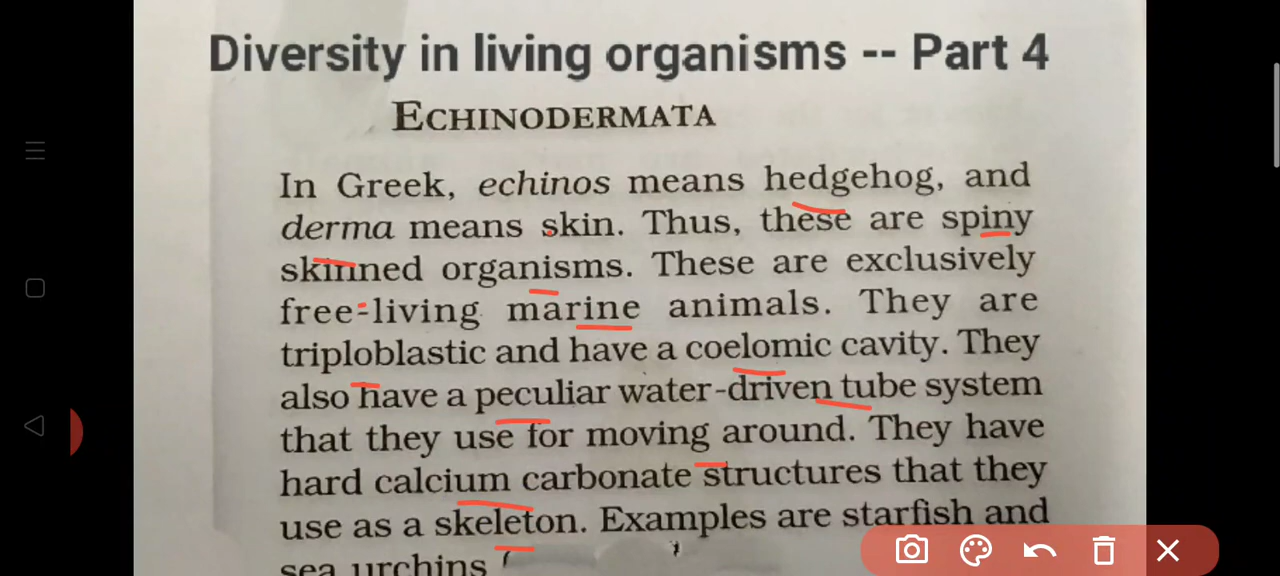 Diversity in living organisms -- Part 4
ECHINODERMATA
In Greek, echinos means hedgehog, and
derma means skin. Thus, these are spiny
skinned organisms. These are exclusively
free-living marine animals. They are
triploblastic and have a coelomic cavity. They
also have a peculiar water-driven tube system
that they use for moving around. They have
hard calcium carbonate structures that they
use as a skeleton. Examples are starfish and
sea urchins